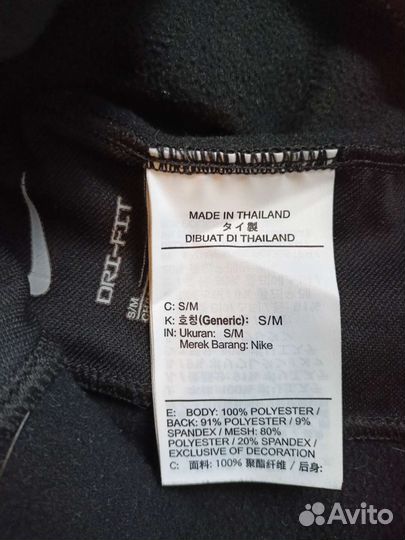 MADE IN THAILAND
タイ製
DIBUAT DI THAILAND
C: S/M
K: 호칭(Generic): S/M
IN: Ukuran: S/M
Merek Barang: Nike
E: BODY: 100% POLYESTER /
BACK: 91% POLYESTER / 9%
SPANDEX / MESH: 80%
POLYESTER / 20% SPANDEX /
EXCLUSIVE OF DECORATION
C: 面料: 100% 聚酯纤维 / 后身:
DRI-FIT
S/M
Avito